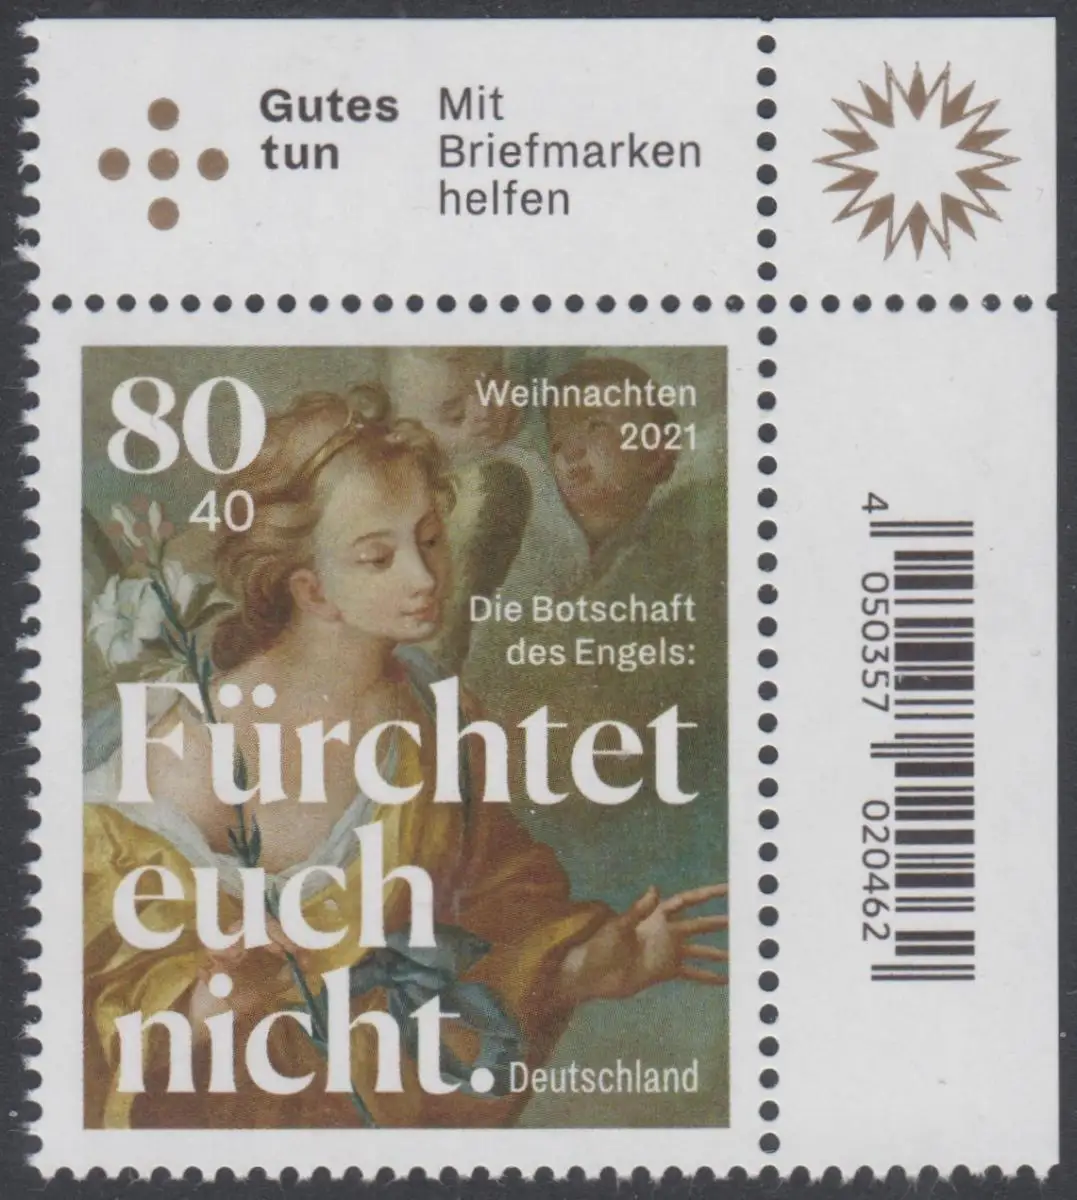 Gutes
tun
Mit
Briefmarken
helfen
80
40
Weihnachten
2021
Die Botschaft
des Engels:
Fürchtet
euch
nicht.
Deutschland
4 050357 020462